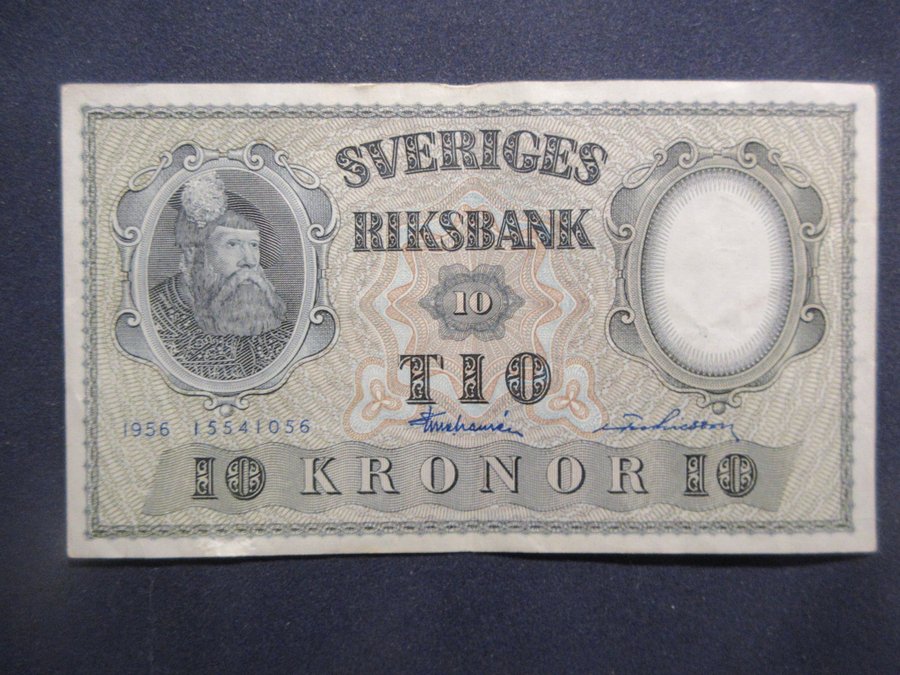 SVERIGES
RIKSBANK
10
TIO
1956 15541056
10 KRONOR 10